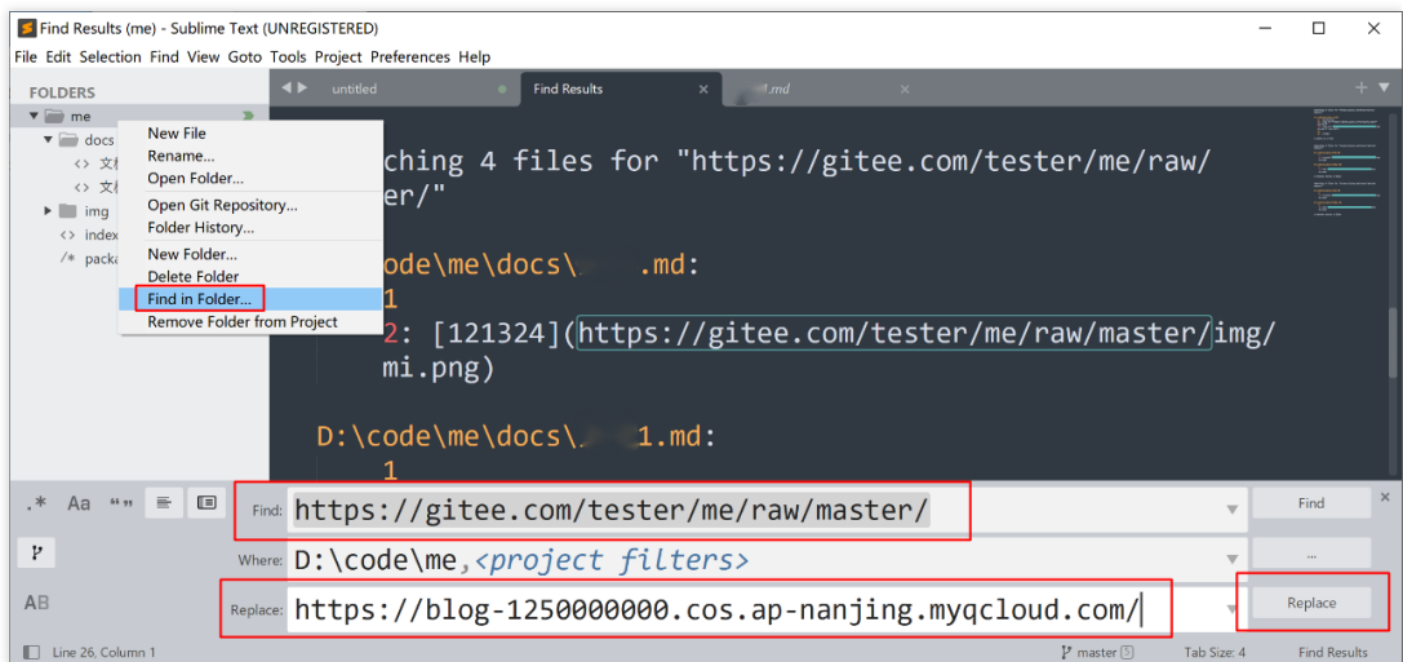 Find Results (me) - Sublime Text (UNREGISTERED)
File Edit Selection Find View Goto Tools Project Preferences Help
FOLDERS
untitled
Find Results
.md
me
docs
文
文
img
index
packa
New File
Rename...
Open Folder...
Open Git Repository...
Folder History...
New Folder...
Delete Folder
Find in Folder...
Remove Folder from Project
ching 4 files for "https://gitee.com/tester/me/raw/
er/"
ode\me\docs\ .md:
1
2: [121324](https://gitee.com/tester/me/raw/master/img/
mi.png)
D:\code\me\docs\ 1.md:
1
.* Aa “”
Find: https://gitee.com/tester/me/raw/master/
Find
Where: D:\code\me,<project filters>
...
AB
Replace: https://blog-1250000000.cos.ap-nanjing.myqcloud.com/
Replace
Line 26, Column 1
master 5
Tab Size: 4
Find Results